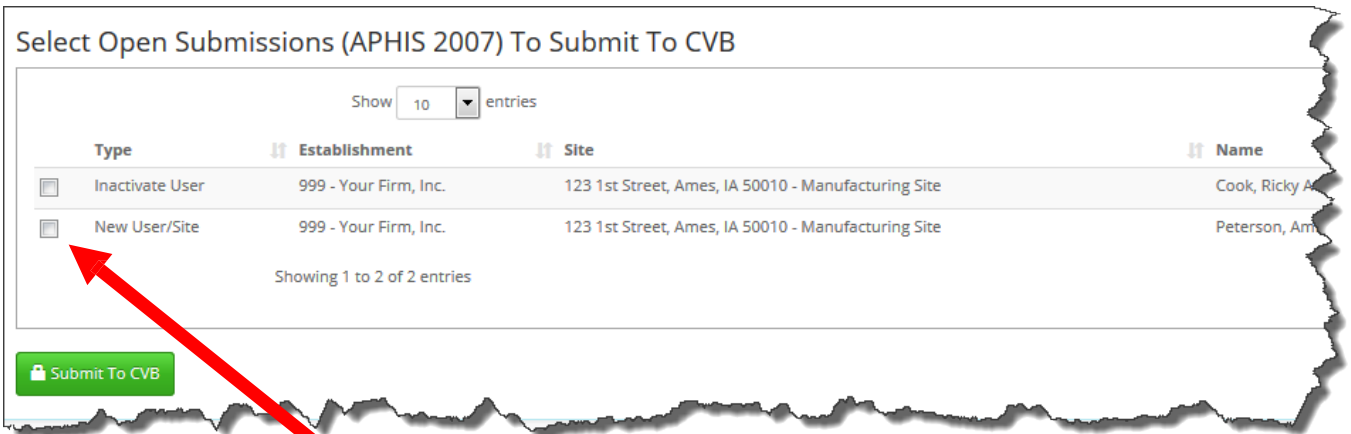 Select Open Submissions (APHIS 2007) To Submit To CVB
Show 10 entries
Type Establishment Site Name
Inactivate User 999 - Your Firm, Inc. 123 1st Street, Ames, IA 50010 - Manufacturing Site Cook, Ricky
New User/Site 999 - Your Firm, Inc. 123 1st Street, Ames, IA 50010 - Manufacturing Site Peterson,
Showing 1 to 2 of 2 entries
Submit To CVB